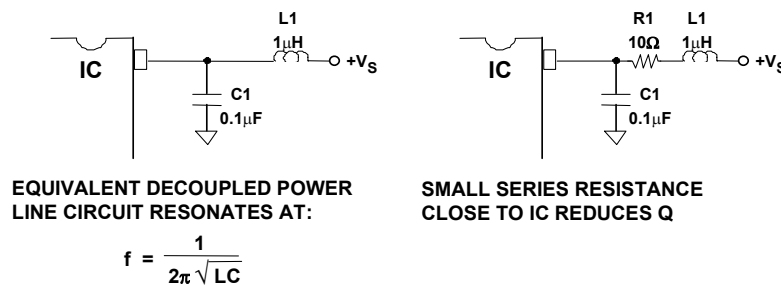 L1
1μH
IC
+VS
C1
0.1μF
EQUIVALENT DECOUPLED POWER
LINE CIRCUIT RESONATES AT:
f = 1 / 2π √LC
R1 L1
10Ω 1μH
IC
+VS
C1
0.1μF
SMALL SERIES RESISTANCE
CLOSE TO IC REDUCES Q